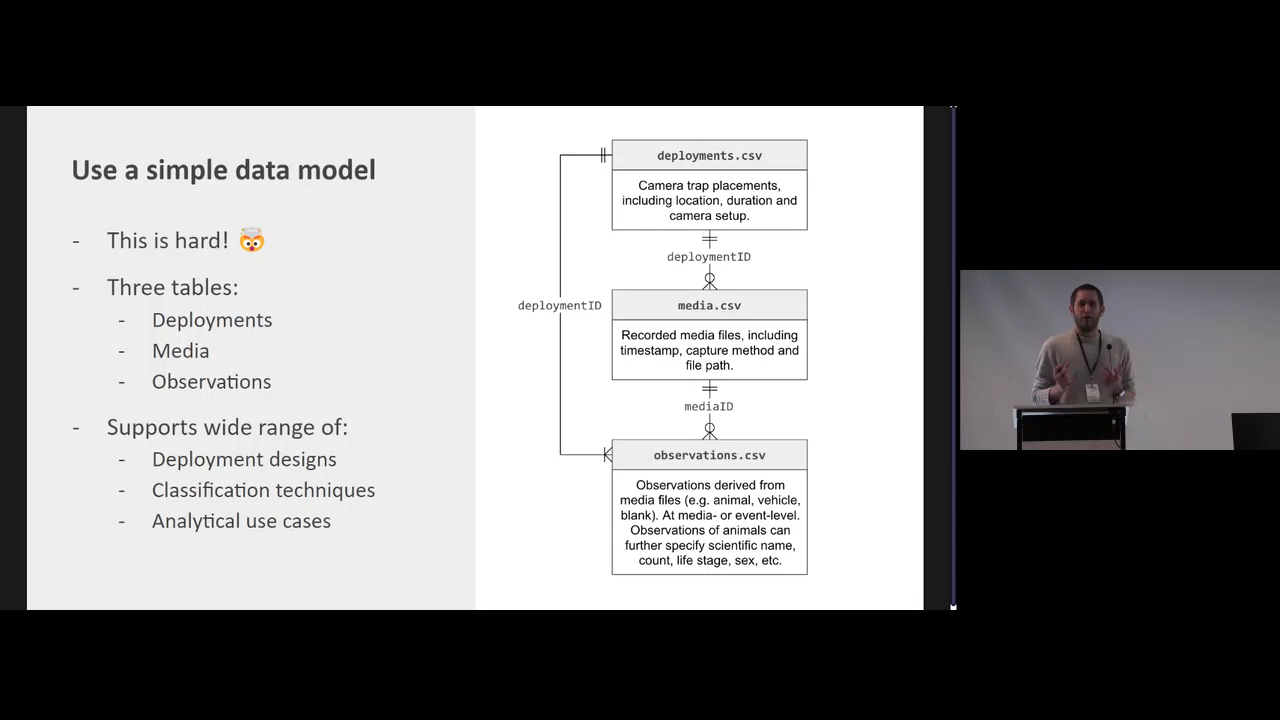 Use a simple data model
- This is hard! 🤯
- Three tables:
- Deployments
- Media
- Observations
- Supports wide range of:
- Deployment designs
- Classification techniques
- Analytical use cases
deployments.csv
Camera trap placements,
including location, duration and
camera setup.
deploymentID
deploymentID
media.csv
Recorded media files, including
timestamp, capture method and
file path.
mediaID
observations.csv
Observations derived from
media files (e.g. animal, vehicle,
blank). At media- or event-level.
Observations of animals can
further specify scientific name,
count, life stage, sex, etc.